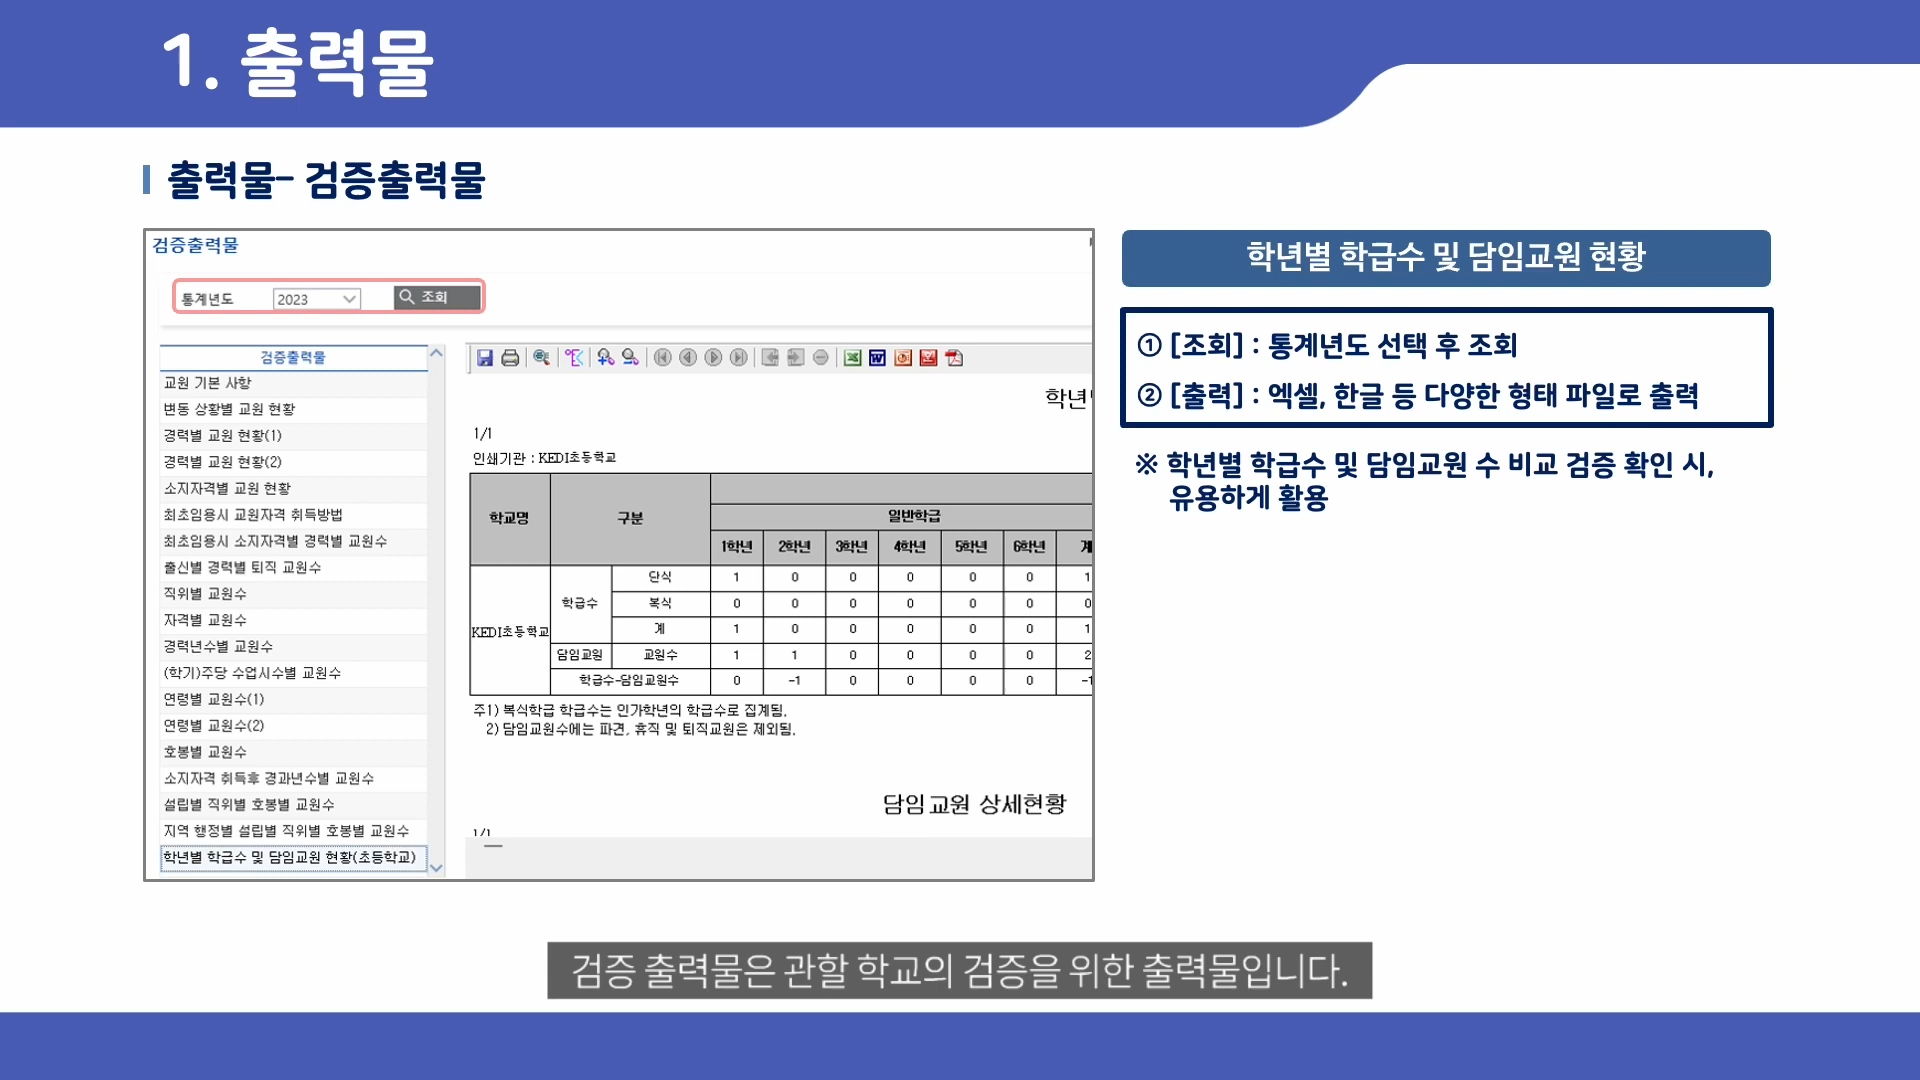 1. 출력물
출력물- 검증출력물
검증출력물
통계년도 2023 조회
검증출력물
교원 기본 사항
변동 상황별 교원 현황
경력별 교원 현황(1)
경력별 교원 현황(2)
소지자격별 교원 현황
최초임용시 교원자격 취득방법
최초임용시 소지자격별 경력별 교원수
출신별 경력별 퇴직 교원수
직위별 교원수
자격별 교원수
경력년수별 교원수
(학기)주당 수업시수별 교원수
연령별 교원수(1)
연령별 교원수(2)
호봉별 교원수
소지자격 취득후 경과년수별 교원수
설립별 직위별 호봉별 교원수
지역 행정별 설립별 직위별 호봉별 교원수
학년별 학급수 및 담임교원 현황(초등학교)
학년
1/1
인쇄기관 : KEDI초등학교
학교명 구분 일반학급
1학년 2학년 3학년 4학년 5학년 6학년 계
KEDI초등학교 학급수 단식 1 0 0 0 0 0 1
복식 0 0 0 0 0 0 0
계 1 0 0 0 0 0 1
담임교원 교원수 1 1 0 0 0 0 2
학급수-담임교원수 0 -1 0 0 0 0 -1
주1) 복식학급 학급수는 인가학년의 학급수로 집계됨.
2) 담임교원수에는 파견, 휴직 및 퇴직교원은 제외됨.
담임교원 상세현황
1/1
학년별 학급수 및 담임교원 현황
① [조회] : 통계년도 선택 후 조회
② [출력] : 엑셀, 한글 등 다양한 형태 파일로 출력
※ 학년별 학급수 및 담임교원 수 비교 검증 확인 시,
유용하게 활용
검증 출력물은 관할 학교의 검증을 위한 출력물입니다.